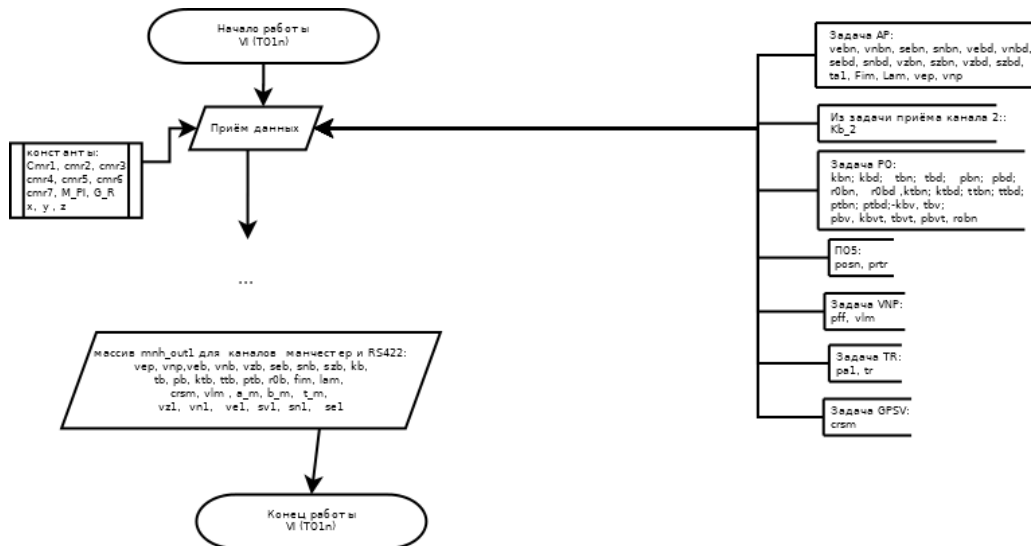 Начало работы
VI (T01n)
Приём данных
константы:
Cmr1, cmr2, cmr3
cmr4, cmr5, cmr6
cmr7, M_PI, G_R
x, y , z
...
массив mnh_out1 для каналов манчестер и RS422:
vep, vnp,veb, vnb, vzb, seb, snb, szb, kb,
tb, pb, ktb, ttb, ptb, r0b, fim, lam,
crsm, vlm , a_m, b_m, t_m,
vz1, vn1, ve1, sv1, sn1, se1
Конец работы
VI (T01n)
Задача AP:
vebn, vnbn, sebn, snbn, vebd, vnbd,
sebd, snbd, vzbn, szbn, vzbd, szbd,
ta1, Fim, Lam, vep, vnp
Из задачи приёма канала 2::
Kb_2
Задача PO:
kbn; kbd; tbn; tbd; pbn; pbd;
r0bn, r0bd ,ktbn; ktbd; ttbn; ttbd;
ptbn; ptbd;-kbv, tbv;
pbv, kbvt, tbvt, pbvt, robn
ПО5:
posn, prtr
Задача VNP:
pff, vlm
Задача TR:
pa1, tr
Задача GPSV:
crsm